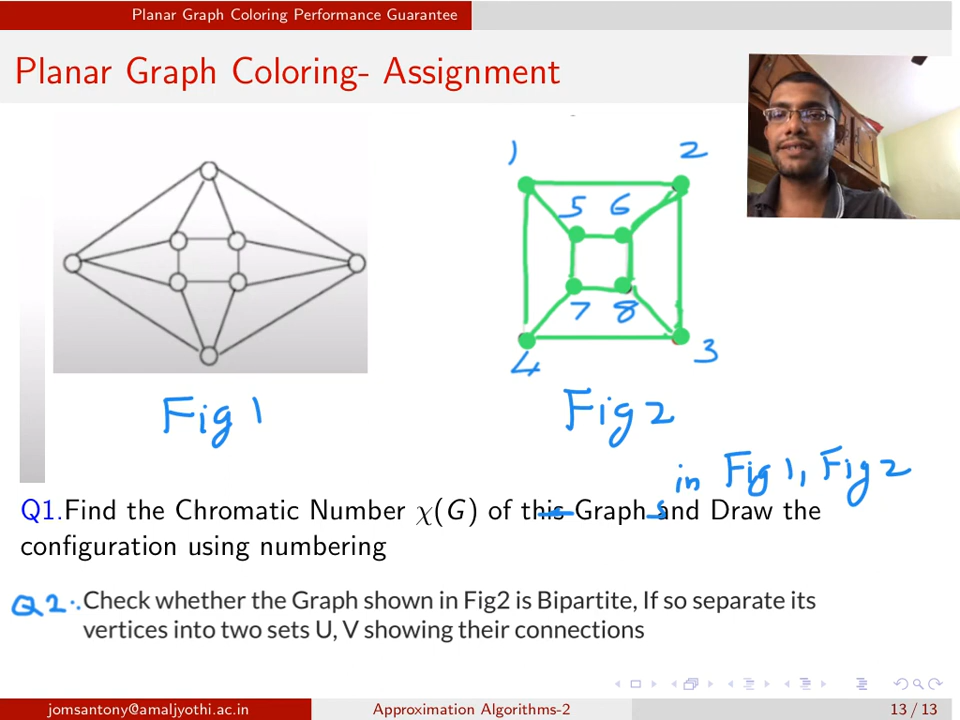 Planar Graph Coloring Performance Guarantee
Planar Graph Coloring- Assignment
1
2
5 6
7 8
4
3
Fig 1
Fig 2
in Fig 1, Fig 2
Q1.Find the Chromatic Number χ(G) of this Graph s and Draw the
configuration using numbering
Q2. Check whether the Graph shown in Fig2 is Bipartite, If so separate its
vertices into two sets U, V showing their connections
jomsantony@amaljyothi.ac.in Approximation Algorithms-2 13 / 13